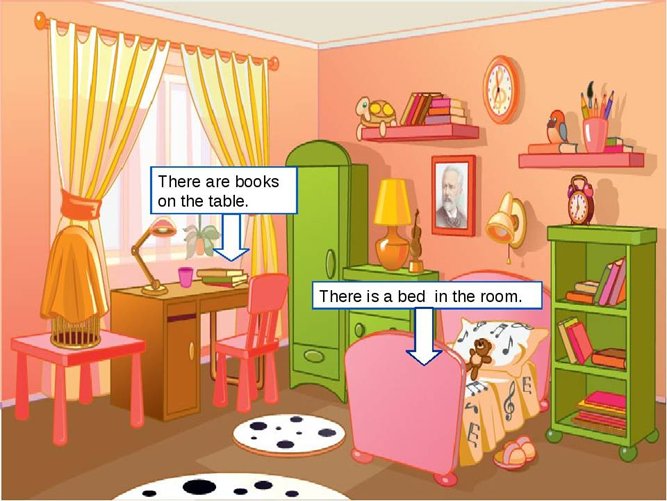 There are books
on the table.
There is a bed  in the room.